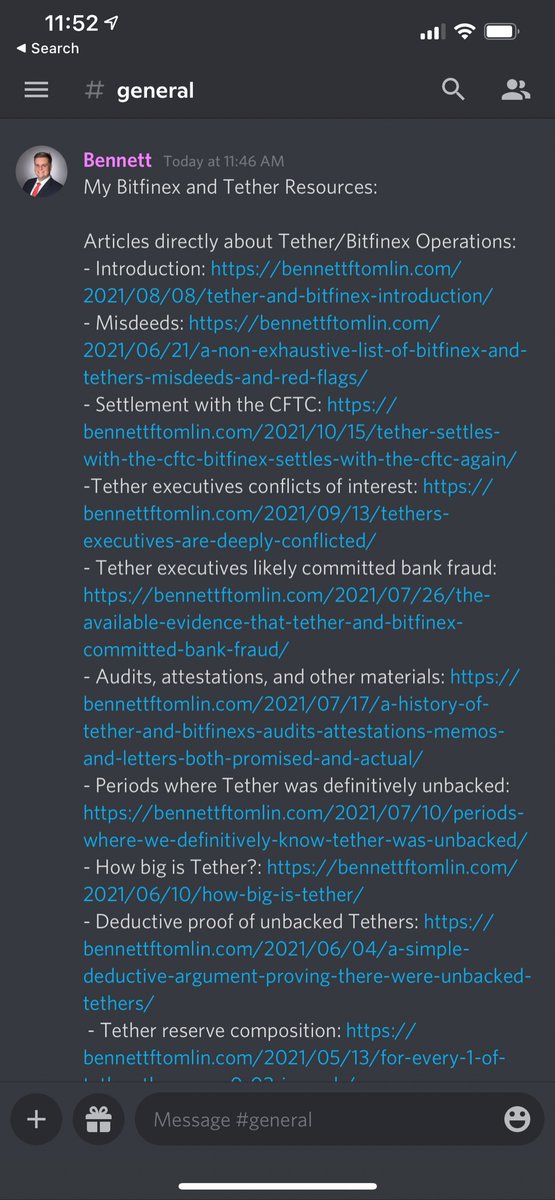 11:52
◀ Search
# general
Bennett Today at 11:46 AM
My Bitfinex and Tether Resources:
Articles directly about Tether/Bitfinex Operations:
- Introduction: https://bennettftomlin.com/
2021/08/08/tether-and-bitfinex-introduction/
- Misdeeds: https://bennettftomlin.com/
2021/06/21/a-non-exhaustive-list-of-bitfinex-and-
tethers-misdeeds-and-red-flags/
- Settlement with the CFTC: https://
bennettftomlin.com/2021/10/15/tether-settles-
with-the-cftc-bitfinex-settles-with-the-cftc-again/
-Tether executives conflicts of interest: https://
bennettftomlin.com/2021/09/13/tethers-
executives-are-deeply-conflicted/
- Tether executives likely committed bank fraud:
https://bennettftomlin.com/2021/07/26/the-
available-evidence-that-tether-and-bitfinex-
committed-bank-fraud/
- Audits, attestations, and other materials: https://
bennettftomlin.com/2021/07/17/a-history-of-
tether-and-bitfinexs-audits-attestations-memos-
and-letters-both-promised-and-actual/
- Periods where Tether was definitively unbacked:
https://bennettftomlin.com/2021/07/10/periods-
where-we-definitively-know-tether-was-unbacked/
- How big is Tether?: https://bennettftomlin.com/
2021/06/10/how-big-is-tether/
- Deductive proof of unbacked Tethers: https://
bennettftomlin.com/2021/06/04/a-simple-
deductive-argument-proving-there-were-unbacked-
tethers/
- Tether reserve composition: https://
bennettftomlin.com/2021/05/13/for-every-1-of-
Message #general